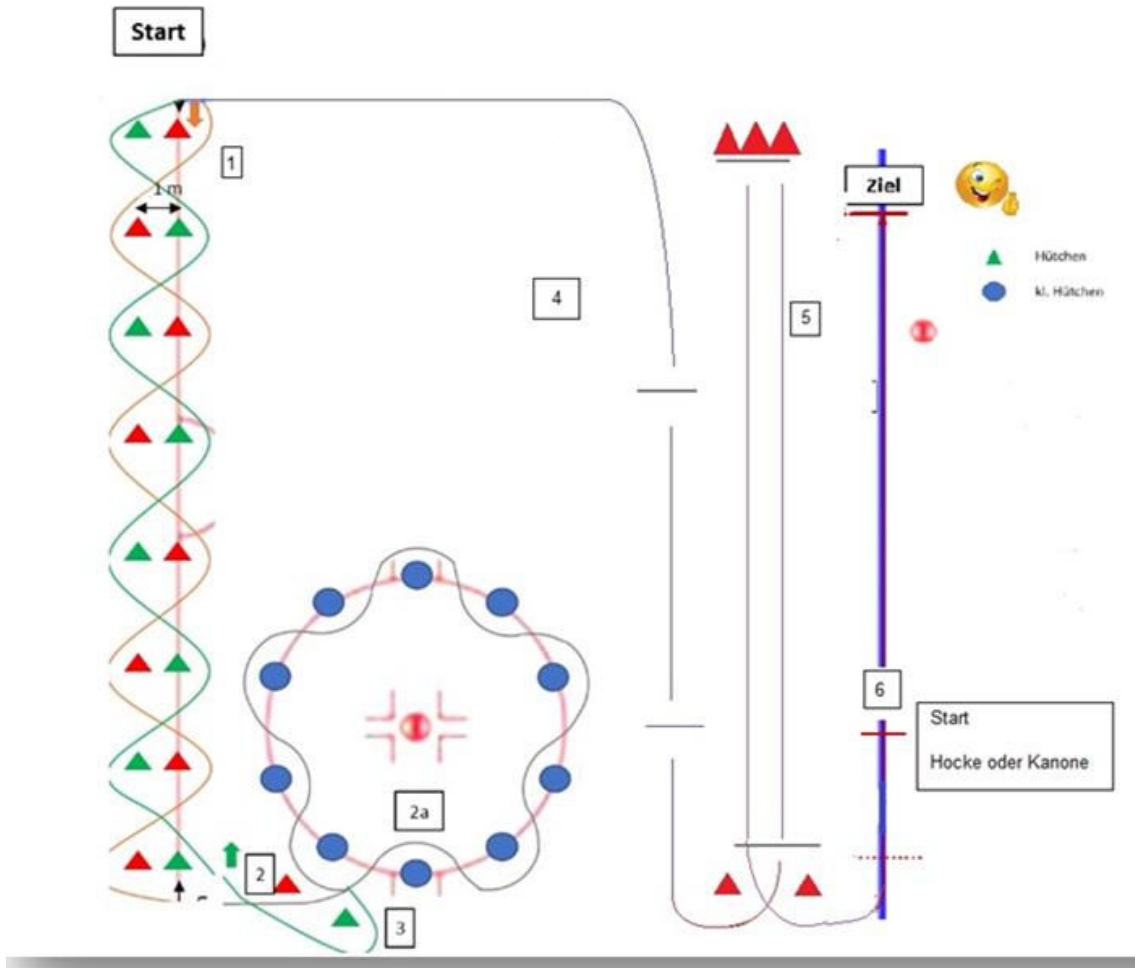 Start
1
1 m
Ziel
4
5
Hütchen
kl. Hütchen
6
Start
Hocke oder Kanone
2a
2
3